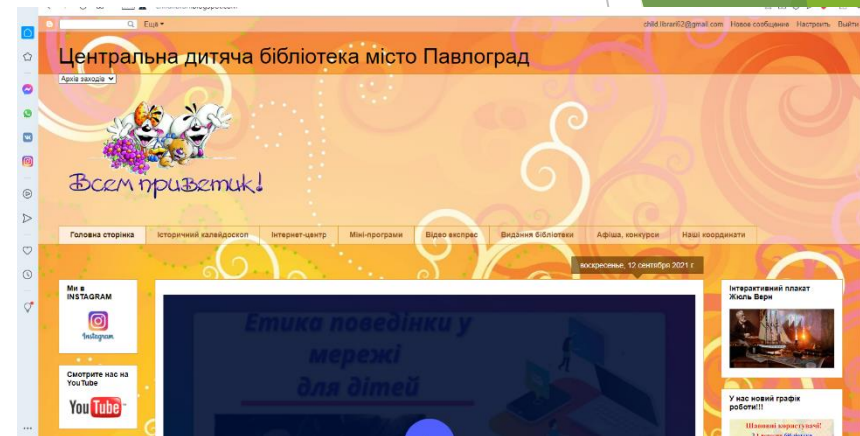 Ещё
child.librari62@gmail.com Новое сообщение Настроить Выйти
Центральна дитяча бібліотека місто Павлоград
Архів заходів
Всем приветик!
Головна сторінка Історичний калейдоскоп Інтернет-центр Міні-програми Відео експрес Видання бібліотеки Афіша, конкурси Наші координати
воскресенье, 12 сентября 2021 г.
Ми в
INSTAGRAM
Instagram
Смотрите нас на
YouTube
You Tube
Етика поведінки у
мережі
для дітей
Інтерактивний плакат
Жюль Верн
У нас новий графік
роботи!!!
Шановні користувачі!